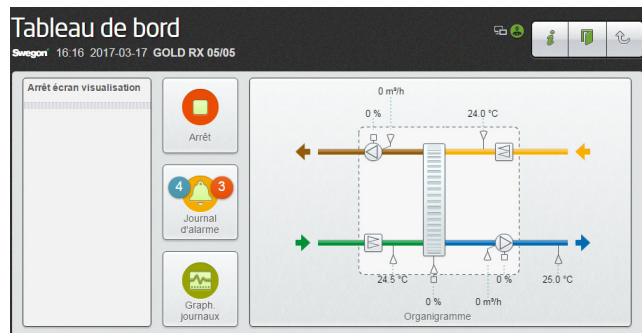 Tableau de bord
Swegon 16:16 2017-03-17 GOLD RX 05/05
Arrêt écran visualisation
Arrêt
4 3
Journal
d'alarme
Graph.
journaux
0 m³/h
0 %
24.0 °C
24.5 °C
0 %
25.0 °C
0 %
0 m³/h
Organigramme